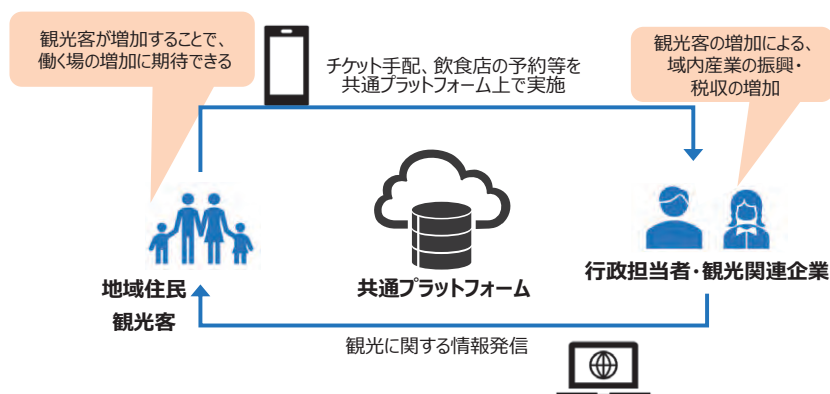 観光客が増加することで、
働く場の増加に期待できる
チケット手配、飲食店の予約等を
共通プラットフォーム上で実施
観光客の増加による、
域内産業の振興・
税収の増加
地域住民
観光客
共通プラットフォーム
行政担当者・観光関連企業
観光に関する情報発信